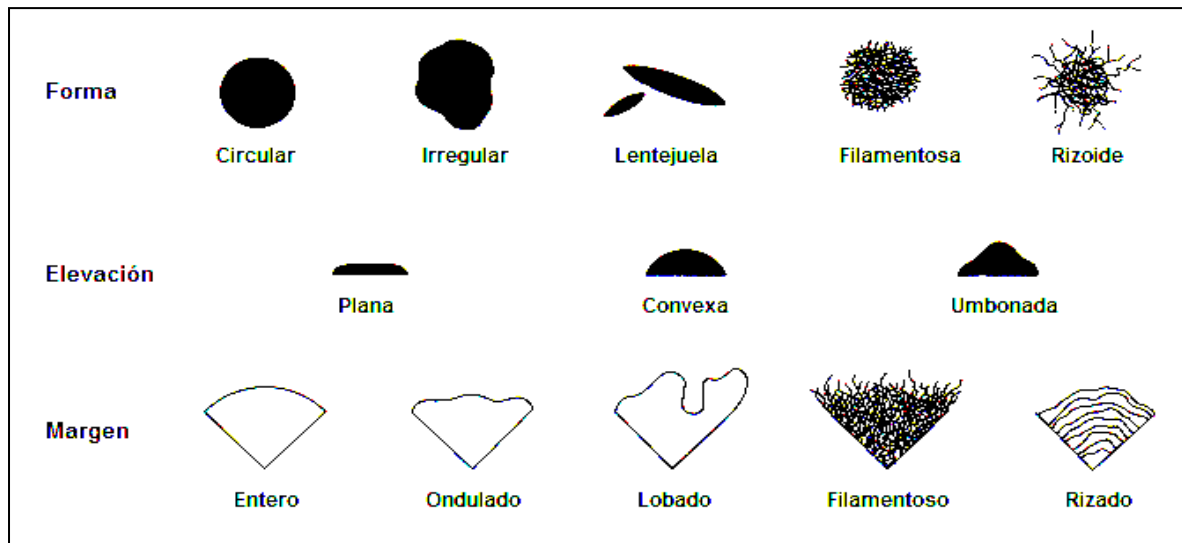 Forma
Circular Irregular Lentejuela Filamentosa Rizoide
Elevación
Plana Convexa Umbonada
Margen
Entero Ondulado Lobado Filamentoso Rizado